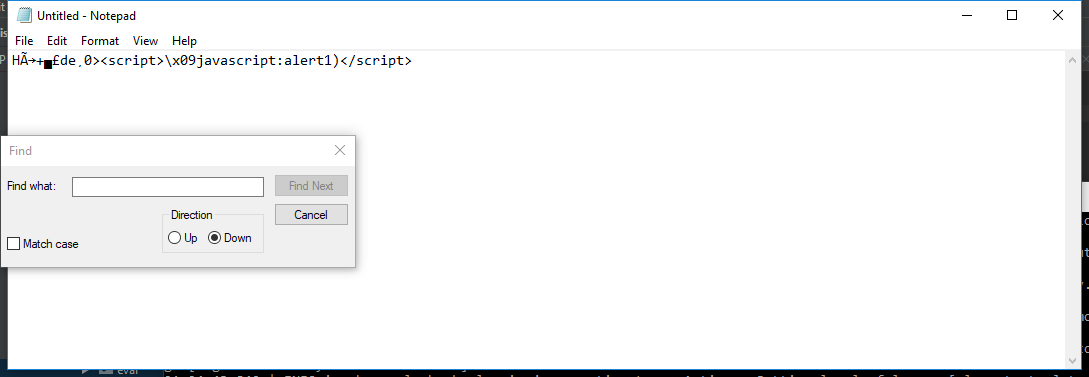 Untitled - Notepad
File Edit Format View Help
HÃ→+■£de‚0><script>\x09javascript:alert1)</script>
Find
Find what:
Find Next
Direction
Cancel
Up Down
Match case
eval